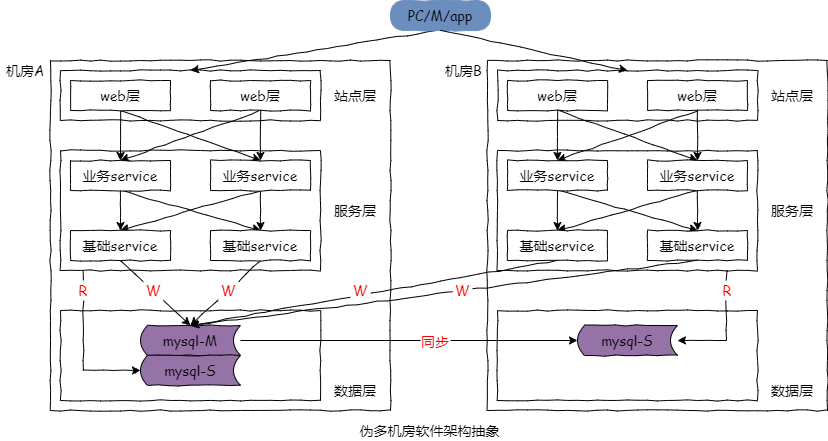 PC/M/app
机房A
机房B
web层
web层
站点层
web层
web层
站点层
业务service
业务service
服务层
业务service
业务service
服务层
基础service
基础service
基础service
基础service
R
W
W
W
W
R
mysql-M
同步
mysql-S
mysql-S
数据层
数据层
伪多机房软件架构抽象